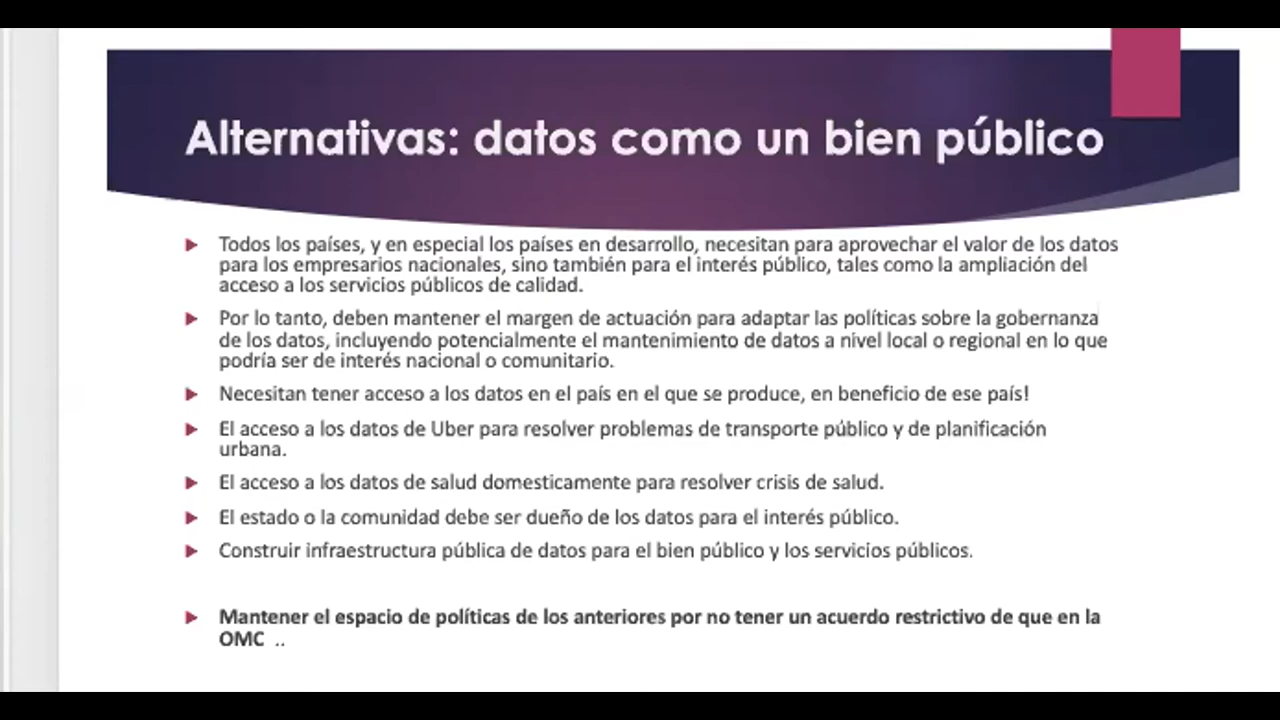 Alternativas: datos como un bien público
Todos los países, y en especial los países en desarrollo, necesitan para aprovechar el valor de los datos
para los empresarios nacionales, sino también para el interés público, tales como la ampliación del
acceso a los servicios públicos de calidad.
Por lo tanto, deben mantener el margen de actuación para adaptar las políticas sobre la gobernanza
de los datos, incluyendo potencialmente el mantenimiento de datos a nivel local o regional en lo que
podría ser de interés nacional o comunitario.
Necesitan tener acceso a los datos en el país en el que se produce, en beneficio de ese país!
El acceso a los datos de Uber para resolver problemas de transporte público y de planificación
urbana.
El acceso a los datos de salud domesticamente para resolver crisis de salud.
El estado o la comunidad debe ser dueño de los datos para el interés público.
Construir infraestructura pública de datos para el bien público y los servicios públicos.
Mantener el espacio de políticas de los anteriores por no tener un acuerdo restrictivo de que en la
OMC ..